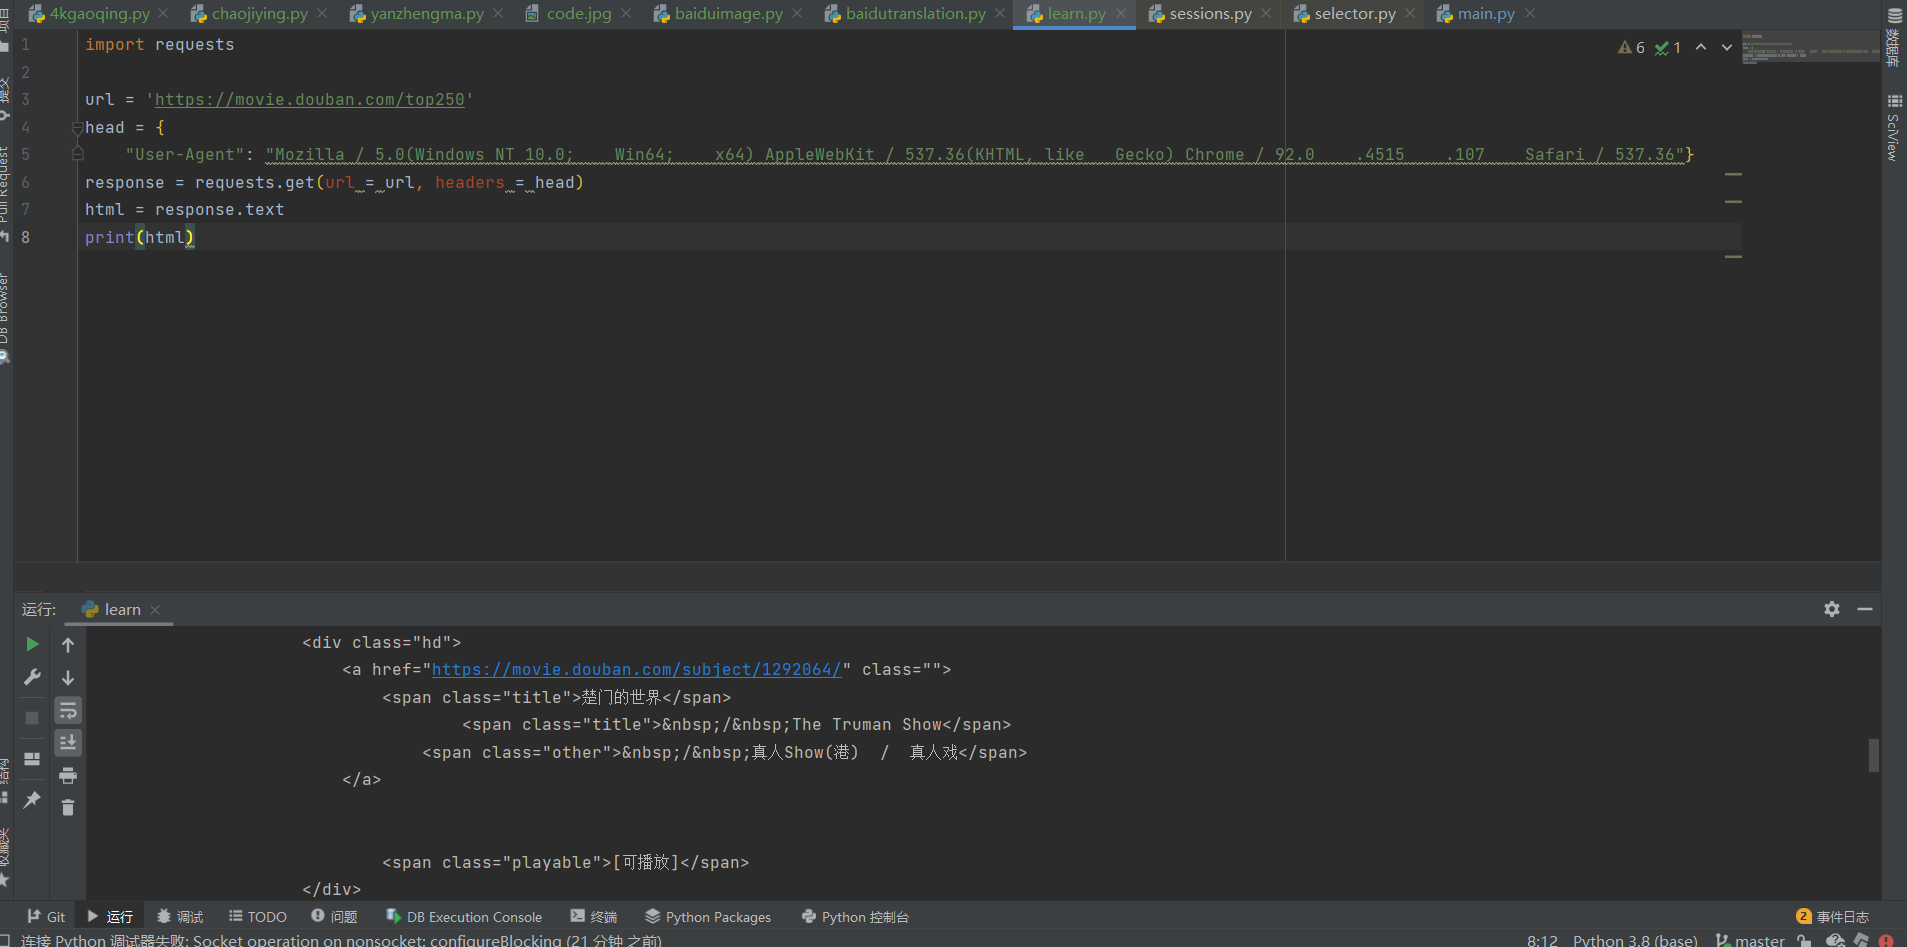 4kgaoqing.py chaojiying.py yanzhengma.py code.jpg baiduimage.py baidutranslation.py learn.py sessions.py selector.py main.py
1 import requests
6 1
2
3 url = 'https://movie.douban.com/top250'
4 head = {
5 "User-Agent": "Mozilla / 5.0(Windows NT 10.0;    Win64;    x64) AppleWebKit / 537.36(KHTML, like   Gecko) Chrome / 92.0    .4515    .107    Safari / 537.36"}
6 response = requests.get(url = url, headers = head)
7 html = response.text
8 print(html)
提交
Pull Request
DB Browser
结构
收藏夹
数据库
SciView
运行: learn
<div class="hd">
<a href="https://movie.douban.com/subject/1292064/" class="">
<span class="title">楚门的世界</span>
<span class="title">&nbsp;/&nbsp;The Truman Show</span>
<span class="other">&nbsp;/&nbsp;真人Show(港)  /  真人戏</span>
</a>
<span class="playable">[可播放]</span>
</div>
Git 运行 调试 TODO 问题 DB Execution Console 终端 Python Packages Python 控制台 2 事件日志
连接 Python 调试器失败: Socket operation on nonsocket: configureBlocking (21 分钟 之前) 8:12 Python 3.8 (base) master